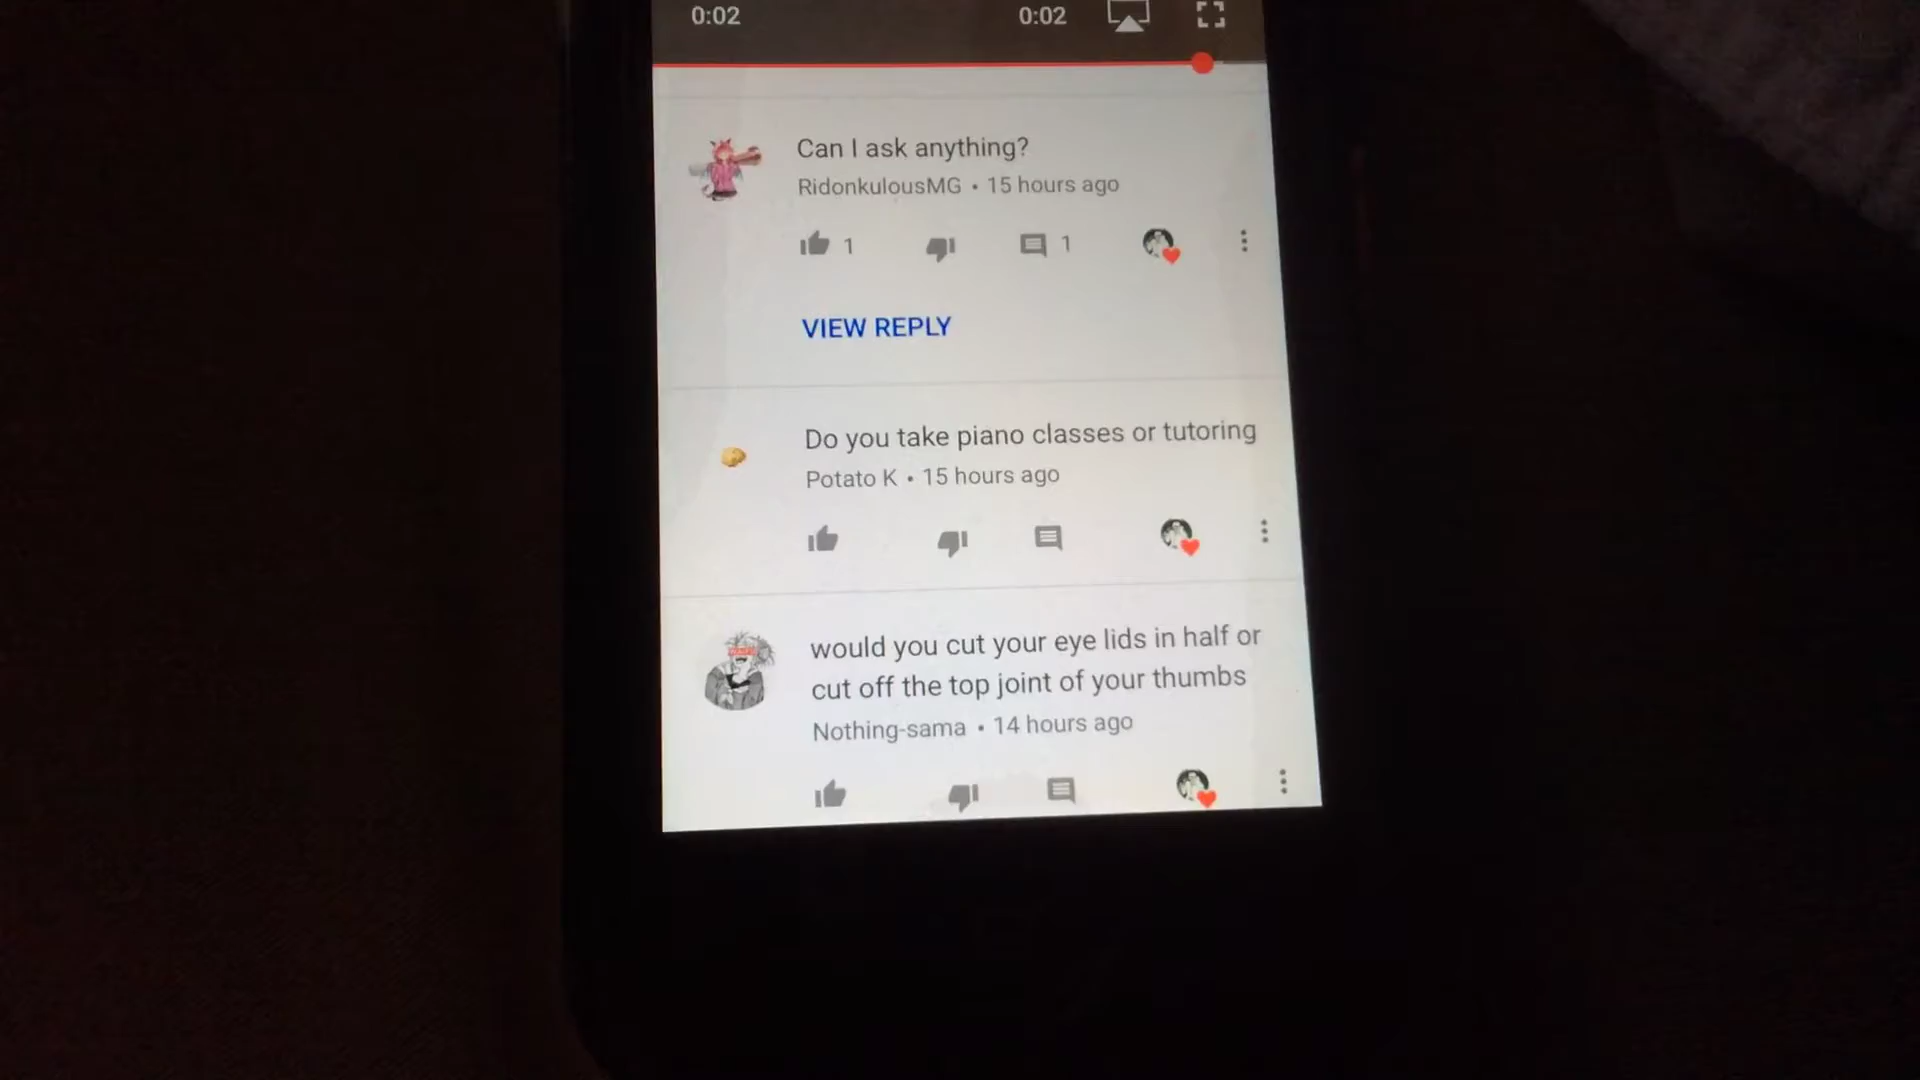 0:02 0:02
Can I ask anything?
RidonkulousMG • 15 hours ago
1 1
VIEW REPLY
Do you take piano classes or tutoring
Potato K • 15 hours ago
would you cut your eye lids in half or
cut off the top joint of your thumbs
Nothing-sama • 14 hours ago